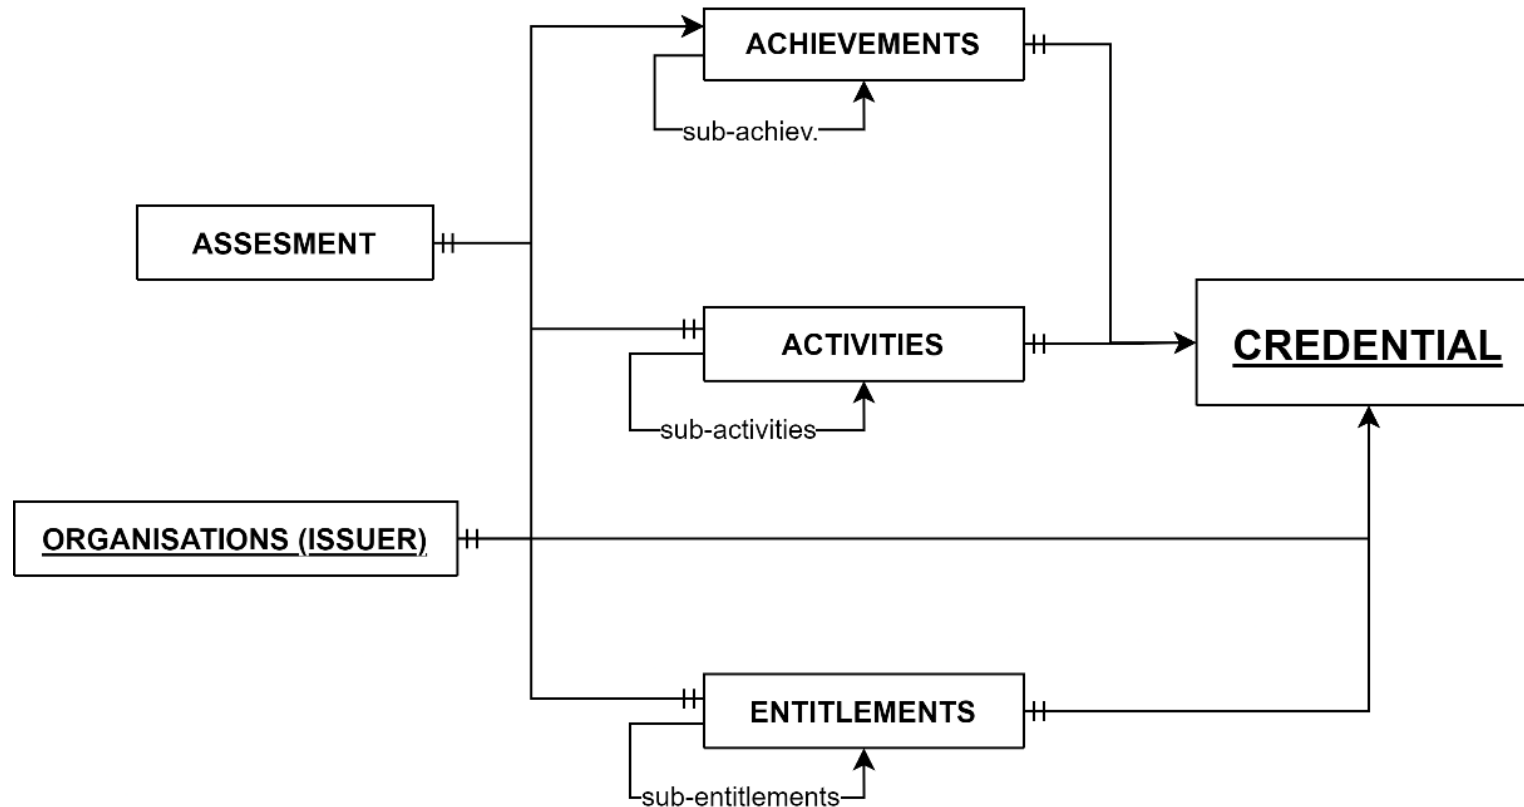 ACHIEVEMENTS
sub-achiev.
ASSESMENT
ACTIVITIES
CREDENTIAL
sub-activities
ORGANISATIONS (ISSUER)
ENTITLEMENTS
sub-entitlements